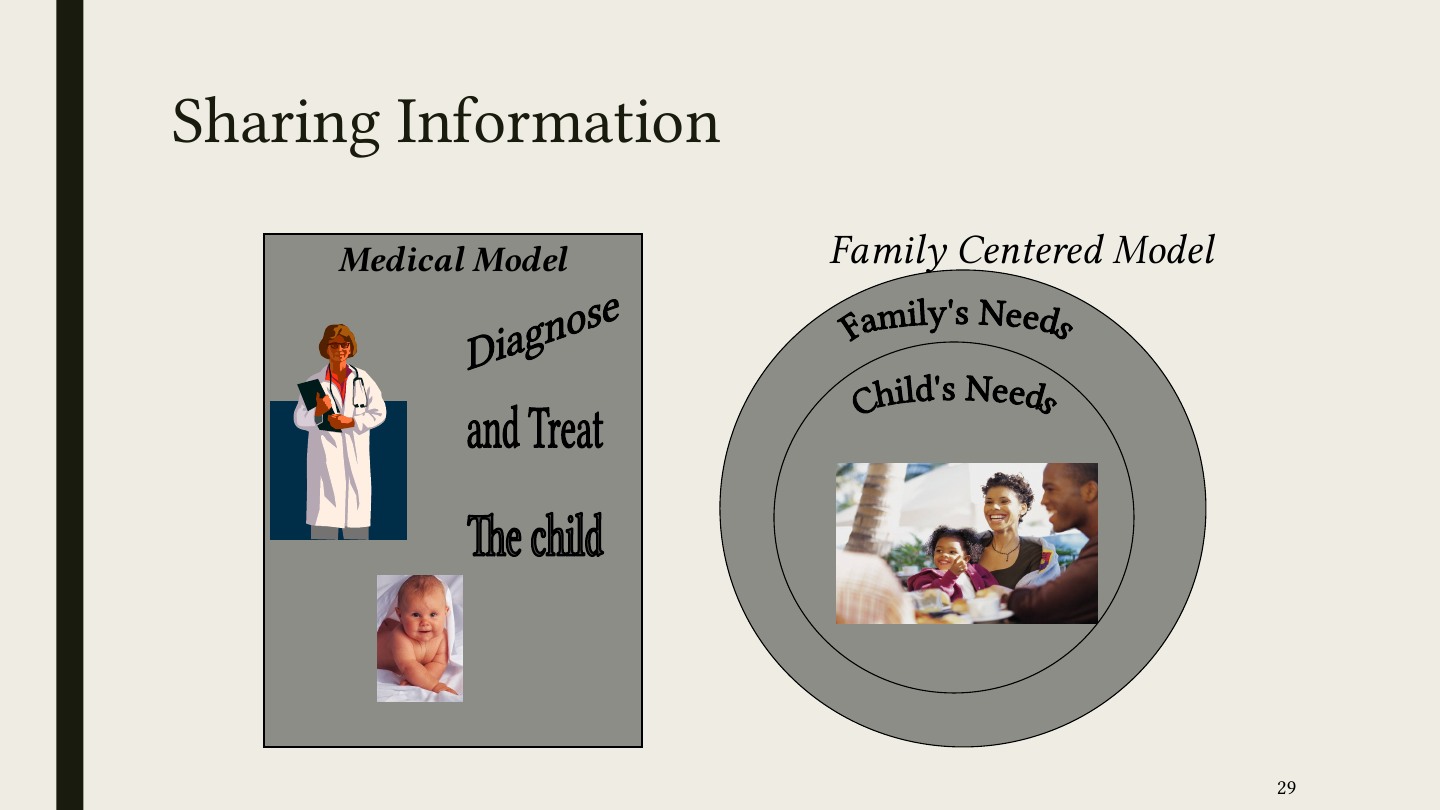 Sharing Information
Medical Model
Diagnose
and Treat
The child
Family Centered Model
Family's Needs
Child's Needs
29